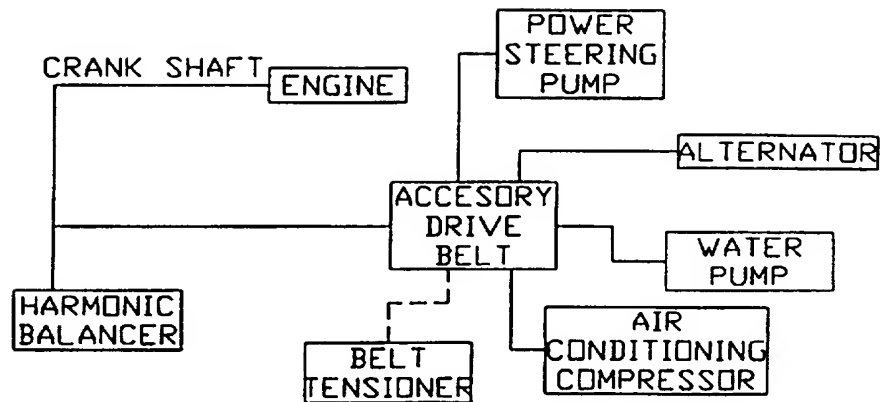 POWER
STEERING
PUMP
CRANK SHAFT
ENGINE
ALTERNATOR
ACCESORY
DRIVE
BELT
WATER
PUMP
HARMONIC
BALANCER
BELT
TENSIONER
AIR
CONDITIONING
COMPRESSOR